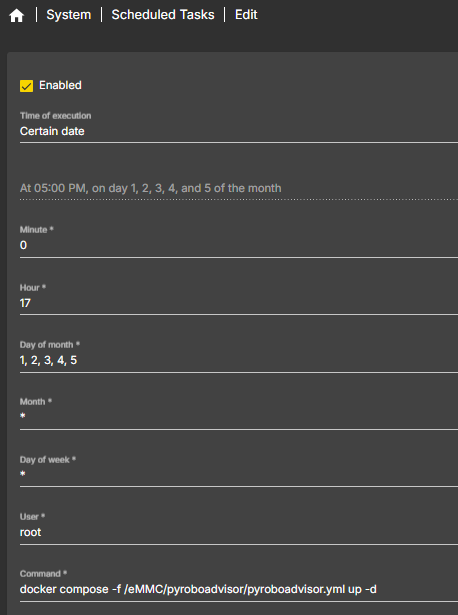 System | Scheduled Tasks | Edit
Enabled
Time of execution
Certain date
At 05:00 PM, on day 1, 2, 3, 4, and 5 of the month
Minute *
0
Hour *
17
Day of month *
1, 2, 3, 4, 5
Month *
*
Day of week *
*
User *
root
Command *
docker compose -f /eMMC/pyroboadvisor/pyroboadvisor.yml up -d